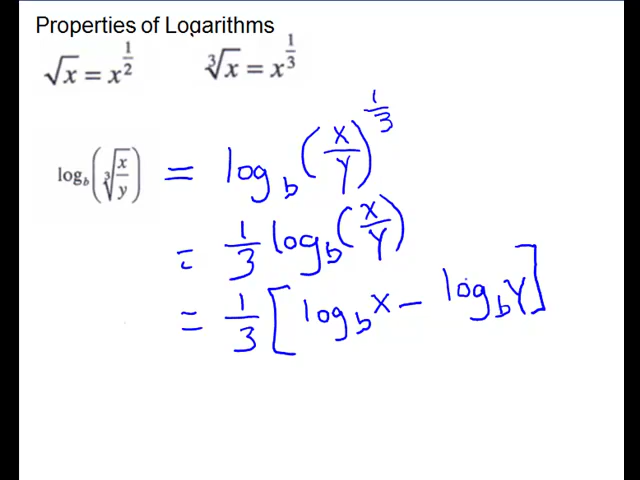 Properties of Logarithms
√x = x^(1/2) ∛x = x^(1/3)
log_b(∛(x/y)) = log_b(x/y)^(1/3)
= 1/3 log_b(x/y)
= 1/3 [log_b x − log_b y]